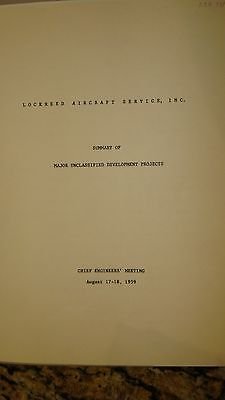 LOCKHEED AIRCRAFT SERVICE, INC.
SUMMARY OF
MAJOR UNCLASSIFIED DEVELOPMENT PROJECTS
CHIEF ENGINEERS' MEETING
August 17-18, 1959